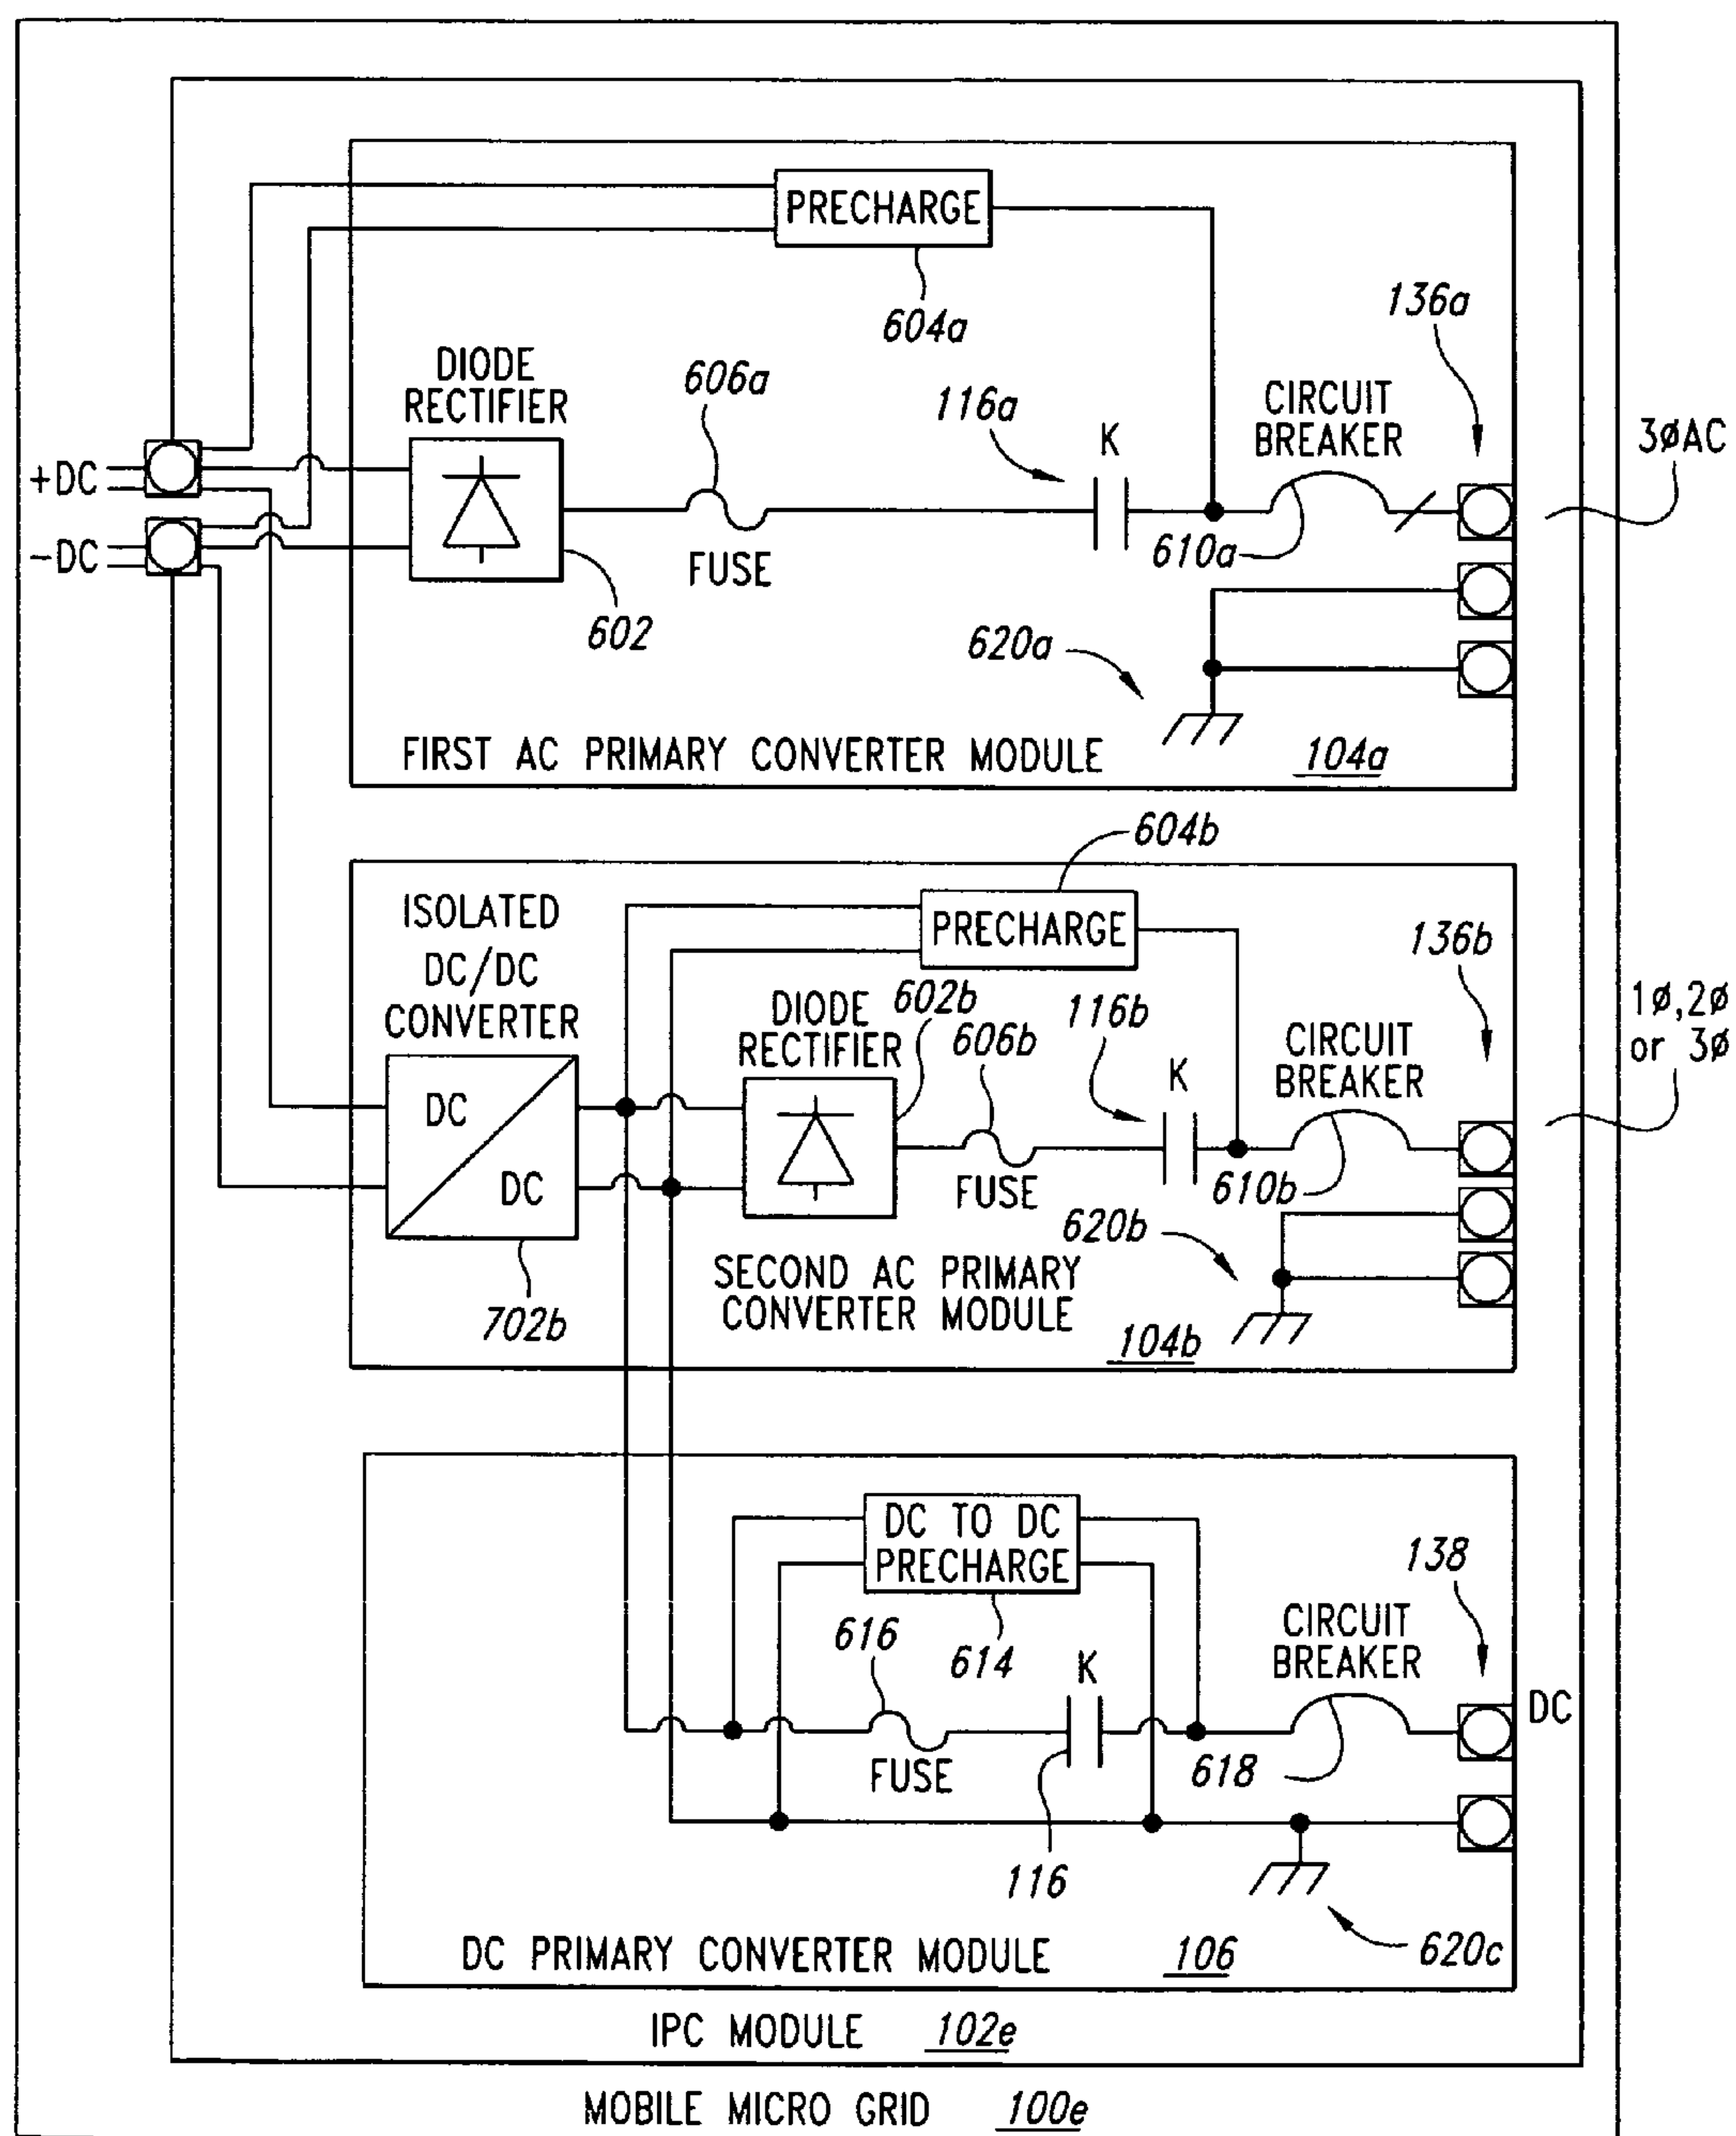 PRECHARGE
604a
136a
DIODE
RECTIFIER
606a
116a
K
CIRCUIT
BREAKER
3øAC
+DC
-DC
FUSE
610a
602
620a
FIRST AC PRIMARY CONVERTER MODULE 104a
604b
ISOLATED
DC/DC
CONVERTER
PRECHARGE
136b
DIODE
RECTIFIER
602b
606b
116b
K
CIRCUIT
BREAKER
1ø,2ø
or 3ø
DC
DC
FUSE
610b
620b
702b
SECOND AC PRIMARY
CONVERTER MODULE
104b
DC TO DC
PRECHARGE
138
616
614
K
CIRCUIT
BREAKER
DC
FUSE
618
116
620c
DC PRIMARY CONVERTER MODULE 106
IPC MODULE 102e
MOBILE MICRO GRID 100e